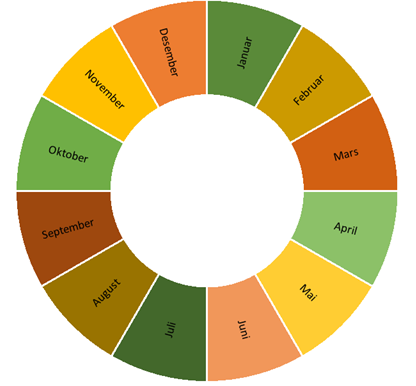 Januar
Februar
Mars
April
Mai
Juni
Juli
August
September
Oktober
November
Desember